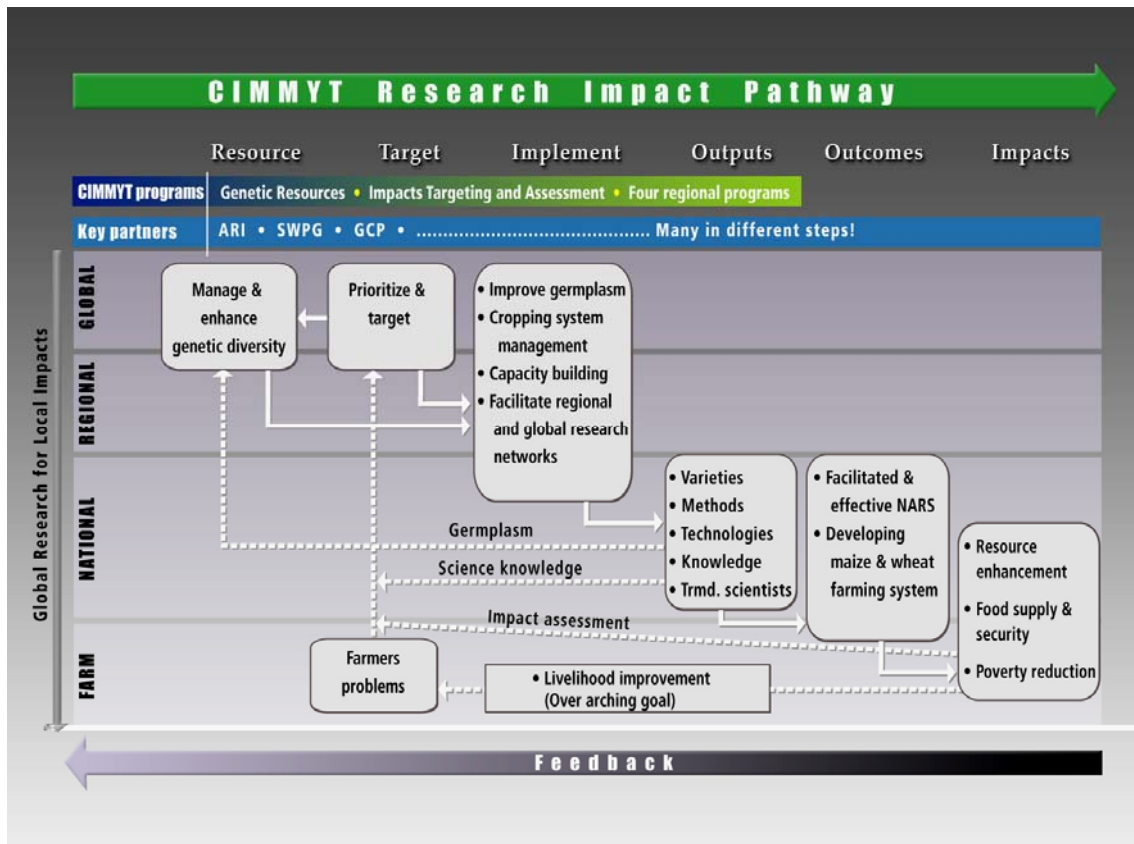 CIMMYT Research Impact Pathway
Resource Target Implement Outputs Outcomes Impacts
CIMMYT programs Genetic Resources • Impacts Targeting and Assessment • Four regional programs
Key partners ARI • SWPG • GCP • ............................................. Many in different steps!
Global Research for Local Impacts
GLOBAL
REGIONAL
NATIONAL
FARM
Manage &
enhance
genetic diversity
Prioritize &
target
• Improve germplasm
• Cropping system
management
• Capacity building
• Facilitate regional
and global research
networks
• Varieties
• Methods
• Technologies
• Knowledge
• Trmd. scientists
• Facilitated &
effective NARS
• Developing
maize & wheat
farming system
• Resource
enhancement
• Food supply &
security
• Poverty reduction
Germplasm
Science knowledge
Impact assessment
Farmers
problems
• Livelihood improvement
(Over arching goal)
Feedback